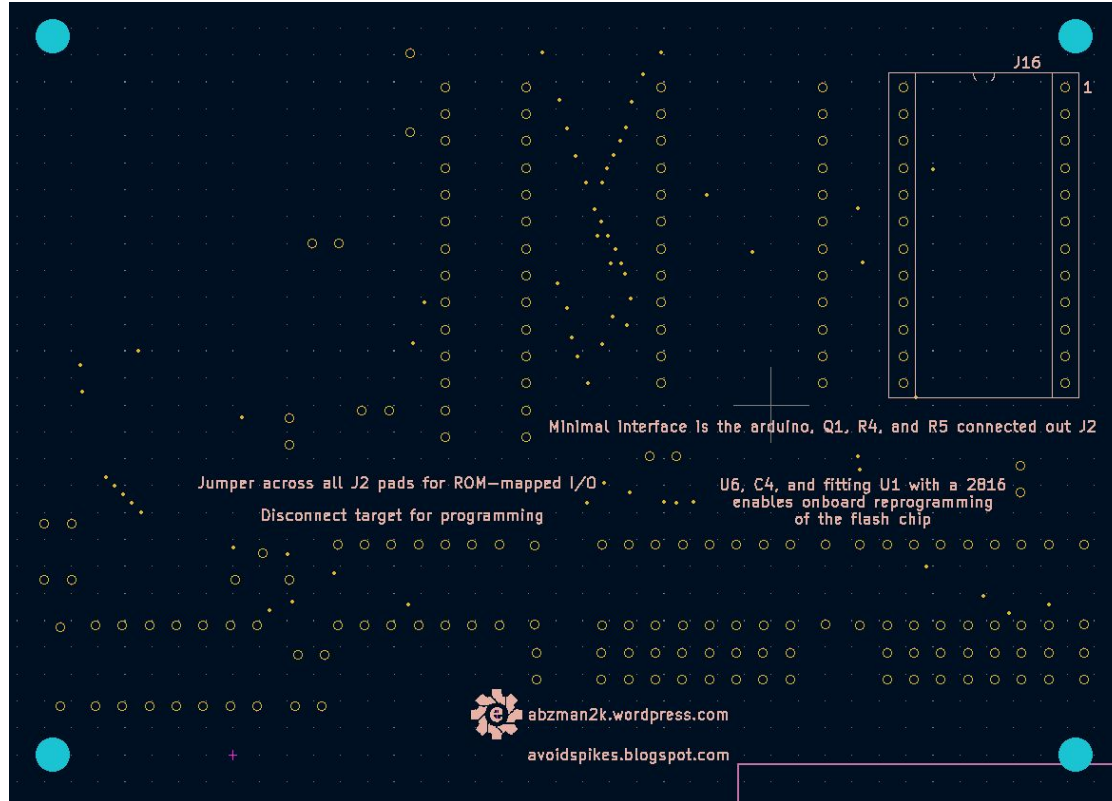 J16
1
Minimal interface is the arduino, Q1, R4, and R5 connected out J2
Jumper across all J2 pads for ROM-mapped I/O
Disconnect target for programming
U6, C4, and fitting U1 with a 2816
enables onboard reprogramming
of the flash chip
e
abzman2k.wordpress.com
avoidspikes.blogspot.com